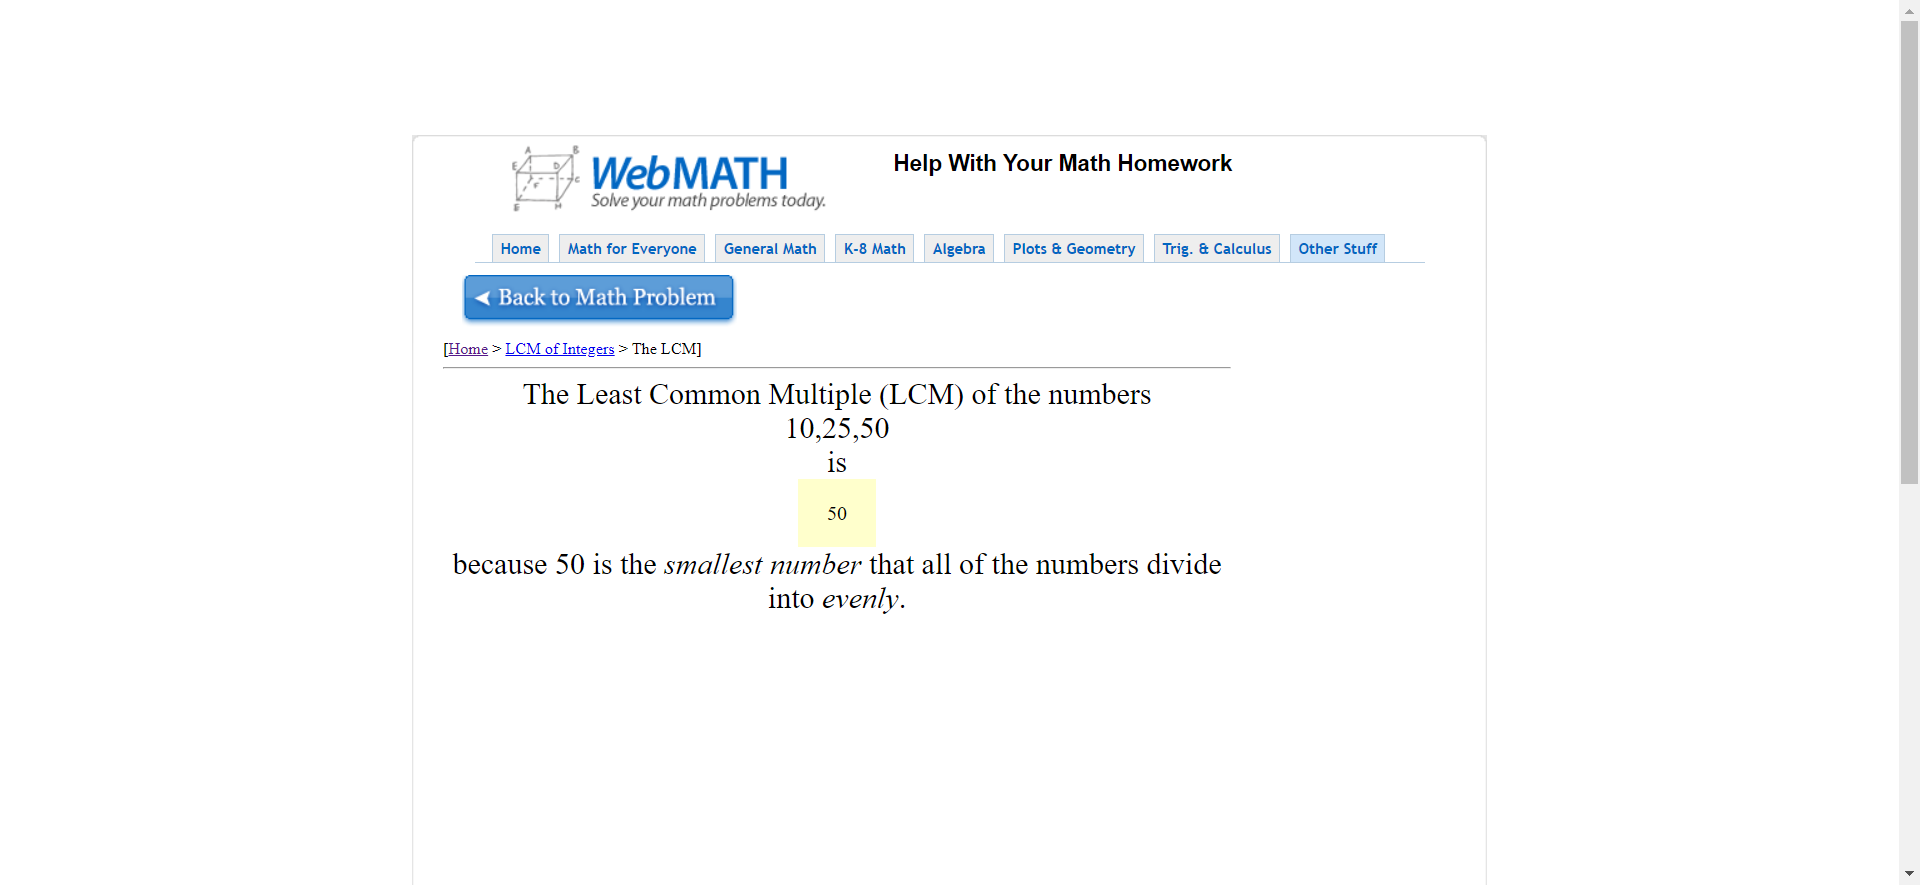 A B E D F C E H
WebMATH
Solve your math problems today.
Help With Your Math Homework
Home Math for Everyone General Math K-8 Math Algebra Plots & Geometry Trig. & Calculus Other Stuff
Back to Math Problem
[Home > LCM of Integers > The LCM]
The Least Common Multiple (LCM) of the numbers
10,25,50
is
50
because 50 is the smallest number that all of the numbers divide
into evenly.